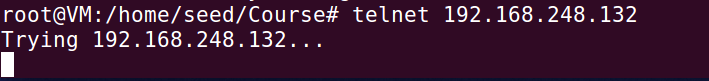 root@VM:/home/seed/Course# telnet 192.168.248.132
Trying 192.168.248.132...